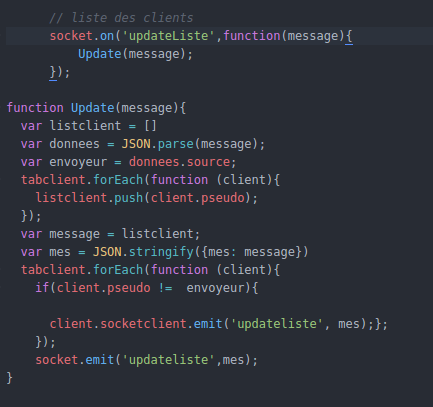 // liste des clients
socket.on('updateListe',function(message){
Update(message);
});
function Update(message){
var listclient = []
var donnees = JSON.parse(message);
var envoyeur = donnees.source;
tabclient.forEach(function (client){
listclient.push(client.pseudo);
});
var message = listclient;
var mes = JSON.stringify({mes: message})
tabclient.forEach(function (client){
if(client.pseudo != envoyeur){
client.socketclient.emit('updateliste', mes);};
});
socket.emit('updateliste',mes);
}